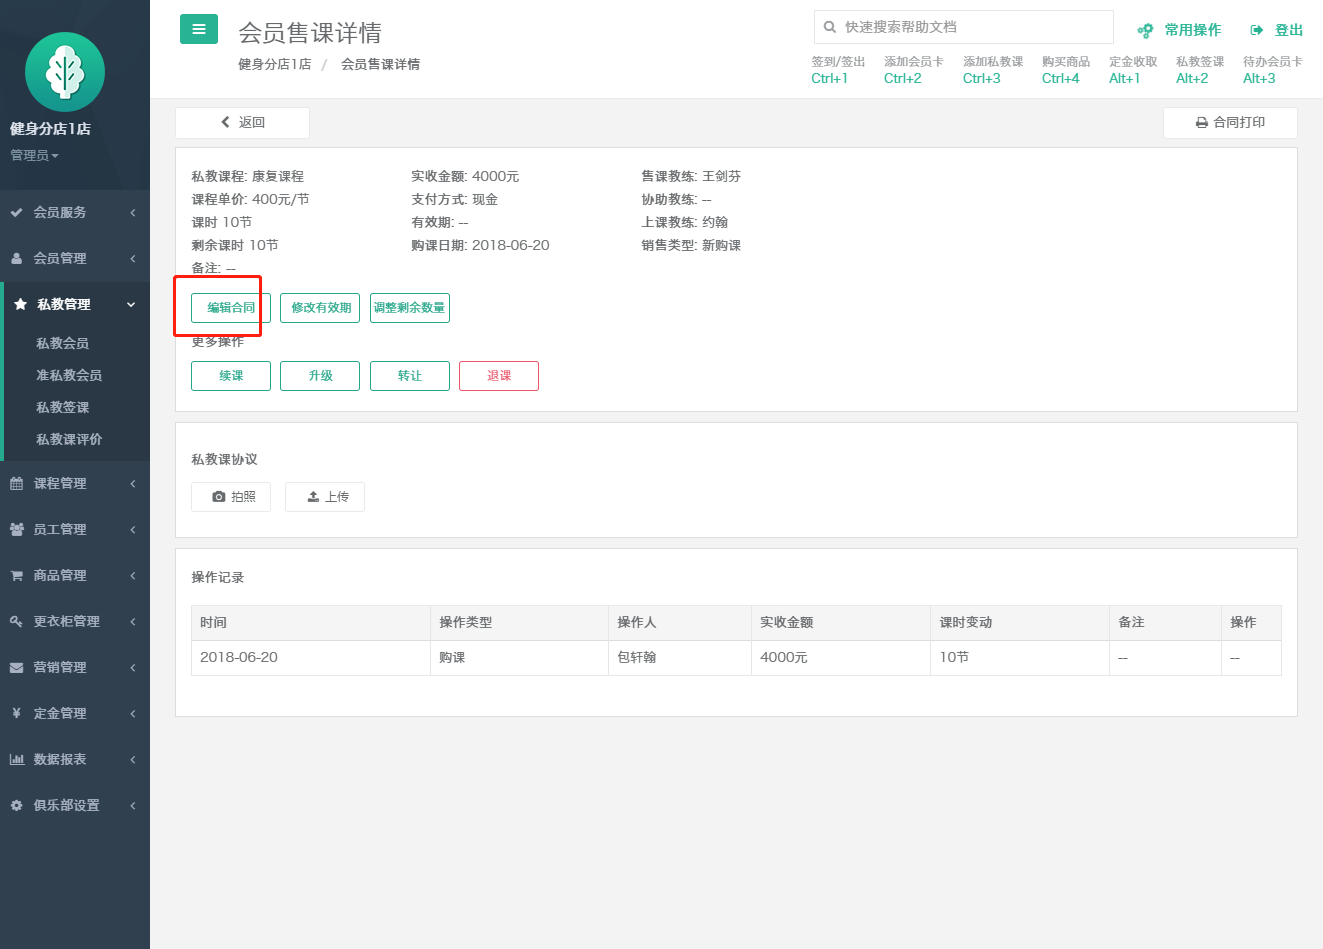 会员售课详情
健身分店1店 / 会员售课详情
快速搜索帮助文档
常用操作
登出
签到/签出 添加会员卡 添加私教课 购买商品 定金收取 私教签课 待办会员卡
Ctrl+1 Ctrl+2 Ctrl+3 Ctrl+4 Alt+1 Alt+2 Alt+3
健身分店1店
管理员
会员服务
会员管理
私教管理
私教会员
准私教会员
私教签课
私教课评价
课程管理
员工管理
商品管理
更衣柜管理
营销管理
¥ 定金管理
数据报表
俱乐部设置
返回
合同打印
私教课程: 康复课程 实收金额: 4000元 售课教练: 王剑芬
课程单价: 400元/节 支付方式: 现金 协助教练: --
课时 10节 有效期: -- 上课教练: 约翰
剩余课时 10节 购课日期: 2018-06-20 销售类型: 新购课
备注: --
编辑合同 修改有效期 调整剩余数量
更多操作
续课 升级 转让 退课
私教课协议
拍照 上传
操作记录
时间 操作类型 操作人 实收金额 课时变动 备注 操作
2018-06-20 购课 包轩翰 4000元 10节 -- --